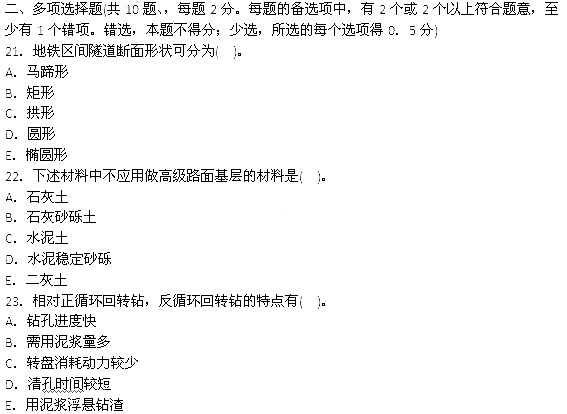 二、多项选择题(共 10 题、，每题 2 分。每题的备选项中，有 2 个或 2 个以上符合题意，至
少有 1 个错项。错选，本题不得分；少选，所选的每个选项得 0．5 分)
21．地铁区间隧道断面形状可分为(　)。
A．马蹄形
B．矩形
C．拱形
D．圆形
E．椭圆形
22．下述材料中不应用做高级路面基层的材料是(　)。
A．石灰土
B．石灰砂砾土
C．水泥土
D．水泥稳定砂砾
E．二灰土
23．相对正循环回转钻，反循环回转钻的特点有(　)。
A．钻孔进度快
B．需用泥浆量多
C．转盘消耗动力较少
D．清孔时间较短
E．用泥浆浮悬钻渣